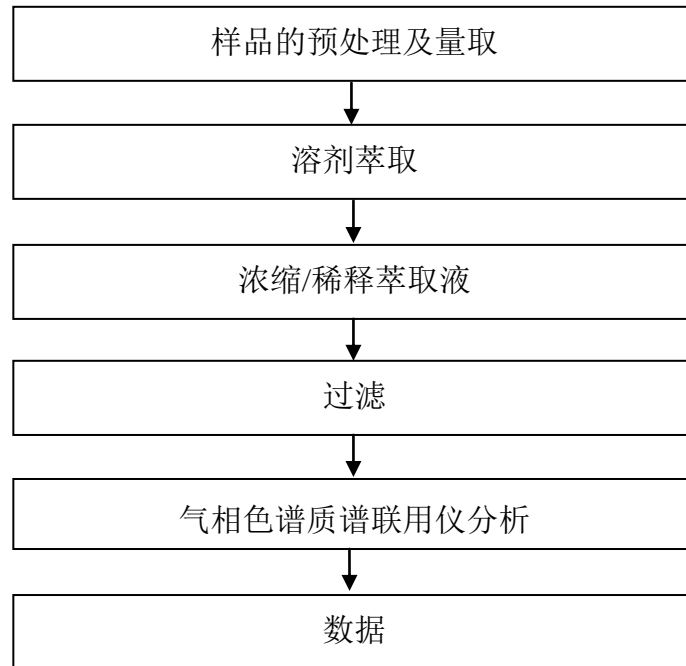 样品的预处理及量取
溶剂萃取
浓缩/稀释萃取液
过滤
气相色谱质谱联用仪分析
数据